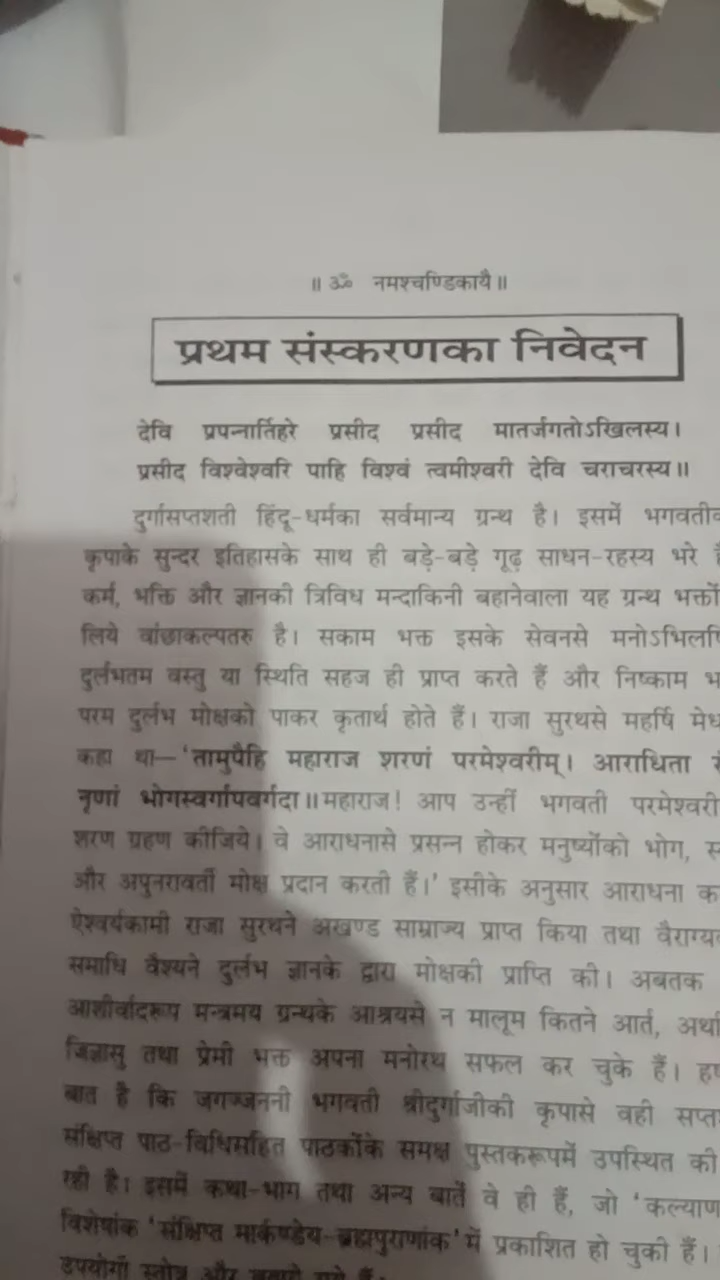 ॥ ॐ नमश्चण्डिकायै॥
प्रथम संस्करणका निवेदन
देवि प्रपन्नार्तिहरे प्रसीद प्रसीद मातर्जगतोऽखिलस्य।
प्रसीद विश्वेश्वरि पाहि विश्वं त्वमीश्वरी देवि चराचरस्य॥
दुर्गासप्तशती हिंदू-धर्मका सर्वमान्य ग्रन्थ है। इसमें
कृपाके सुन्दर इतिहासके साथ ही बड़े-बड़े गूढ़ साधन-रहस्य भरे
कर्म, भक्ति और ज्ञानकी त्रिविध मन्दाकिनी बहानेवाला यह ग्रन्थ
लिये वांछाकल्पतरु है। सकाम भक्त इसके सेवनसे
दुर्लभतम वस्तु या स्थिति सहज ही प्राप्त करते हैं और निष्काम
परम दुर्लभ मोक्षको पाकर कृतार्थ होते हैं। राजा सुरथसे महर्षि
कहा था—'तामुपैहि महाराज शरणं परमेश्वरीम्। आराधिता
नृणां भोगस्वर्गापवर्गदा॥ महाराज! आप उन्हीं भगवती परमेश्वरी
शरण ग्रहण कीजिये। वे आराधनासे प्रसन्न होकर मनुष्योंको भोग,
और अपुनरावर्ती मोक्ष प्रदान करती हैं।' इसीके अनुसार आराधना
ऐश्वर्यकामी राजा सुरथने अखण्ड साम्राज्य प्राप्त किया तथा
समाधि वैश्यने दुर्लभ ज्ञानके द्वारा मोक्षकी प्राप्ति की। अबतक
आशीर्वादरूप मन्त्रमय ग्रन्थके आश्रयसे न मालूम कितने आर्त,
जिज्ञासु तथा प्रेमी भक्त अपना मनोरथ सफल कर चुके हैं।
बात है कि जगज्जननी भगवती श्रीदुर्गाजीकी कृपासे वही
संक्षिप्त पाठ-विधिसहित पाठकोंके समक्ष पुस्तकरूपमें उपस्थित की
रही है। इसमें कथा-भाग तथा अन्य बातें वे ही हैं, जो 'कल्याण
विशेषांक 'संक्षिप्त मार्कण्डेय-ब्रह्मपुराणांक' में प्रकाशित हो चुकी हैं।
उपयोगी स्तोत्र और